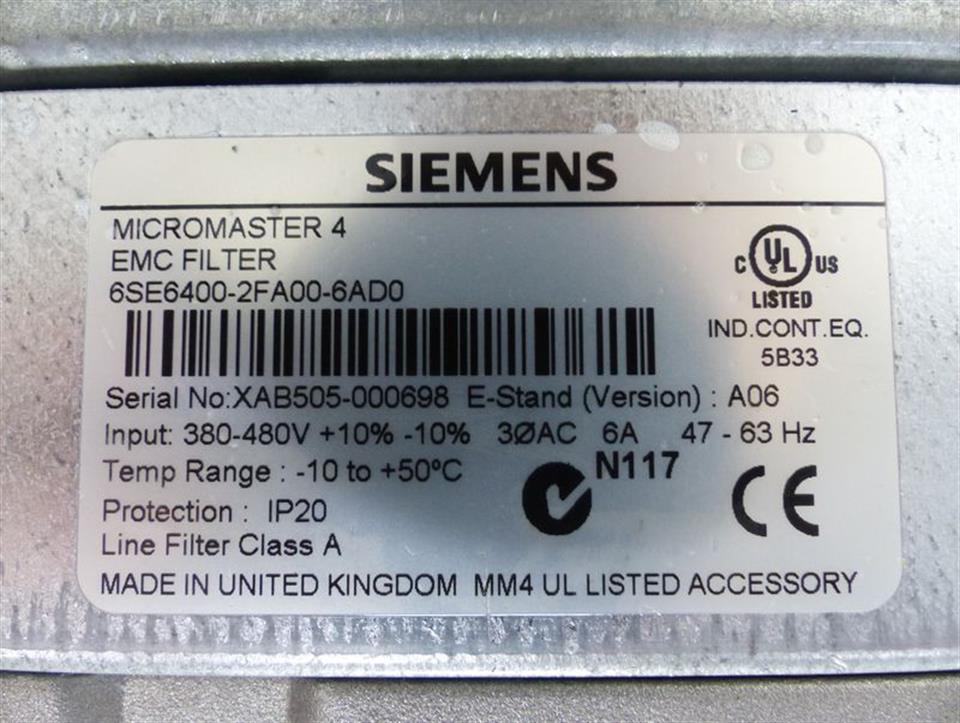 SIEMENS
MICROMASTER 4
EMC FILTER
6SE6400-2FA00-6AD0
C UL US
LISTED
IND.CONT.EQ.
5B33
Serial No:XAB505-000698 E-Stand (Version) : A06
Input: 380-480V +10% -10% 3ØAC 6A 47 - 63 Hz
Temp Range : -10 to +50ºC
N117
CE
Protection : IP20
Line Filter Class A
MADE IN UNITED KINGDOM MM4 UL LISTED ACCESSORY